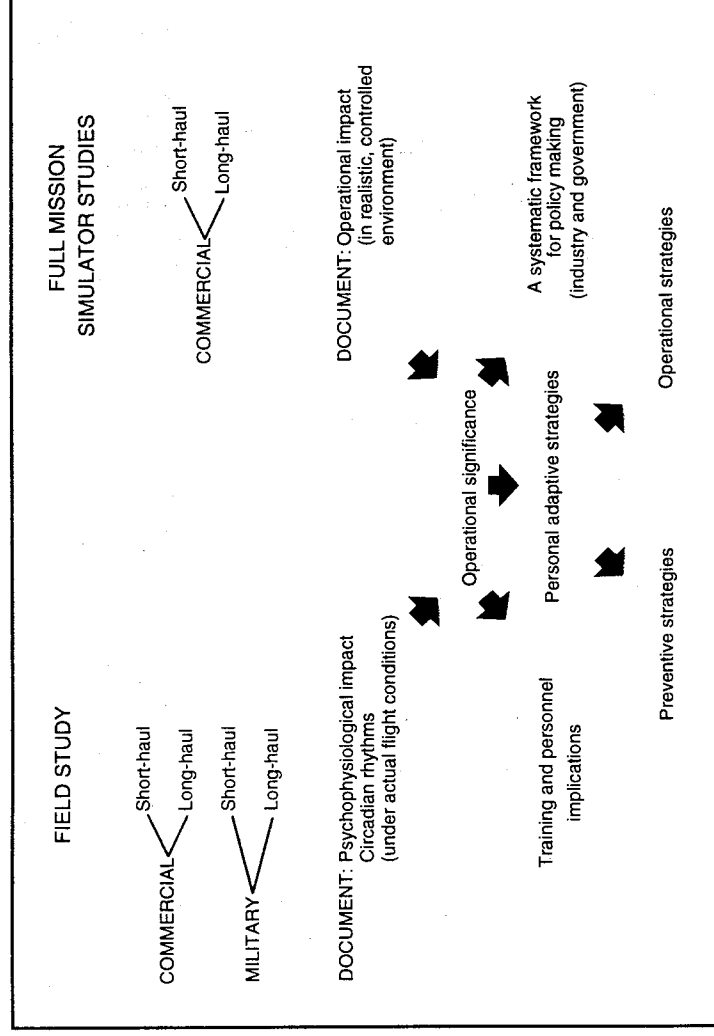 FIELD STUDY
COMMERCIAL
Short-haul
Long-haul
MILITARY
Short-haul
Long-haul
DOCUMENT: Psychophysiological impact
Circadian rhythms
(under actual flight conditions)
FULL MISSION
SIMULATOR STUDIES
COMMERCIAL
Short-haul
Long-haul
DOCUMENT: Operational impact
(in realistic, controlled
environment)
Operational significance
Training and personnel
implications
Personal adaptive strategies
A systematic framework
for policy making
(industry and government)
Preventive strategies
Operational strategies